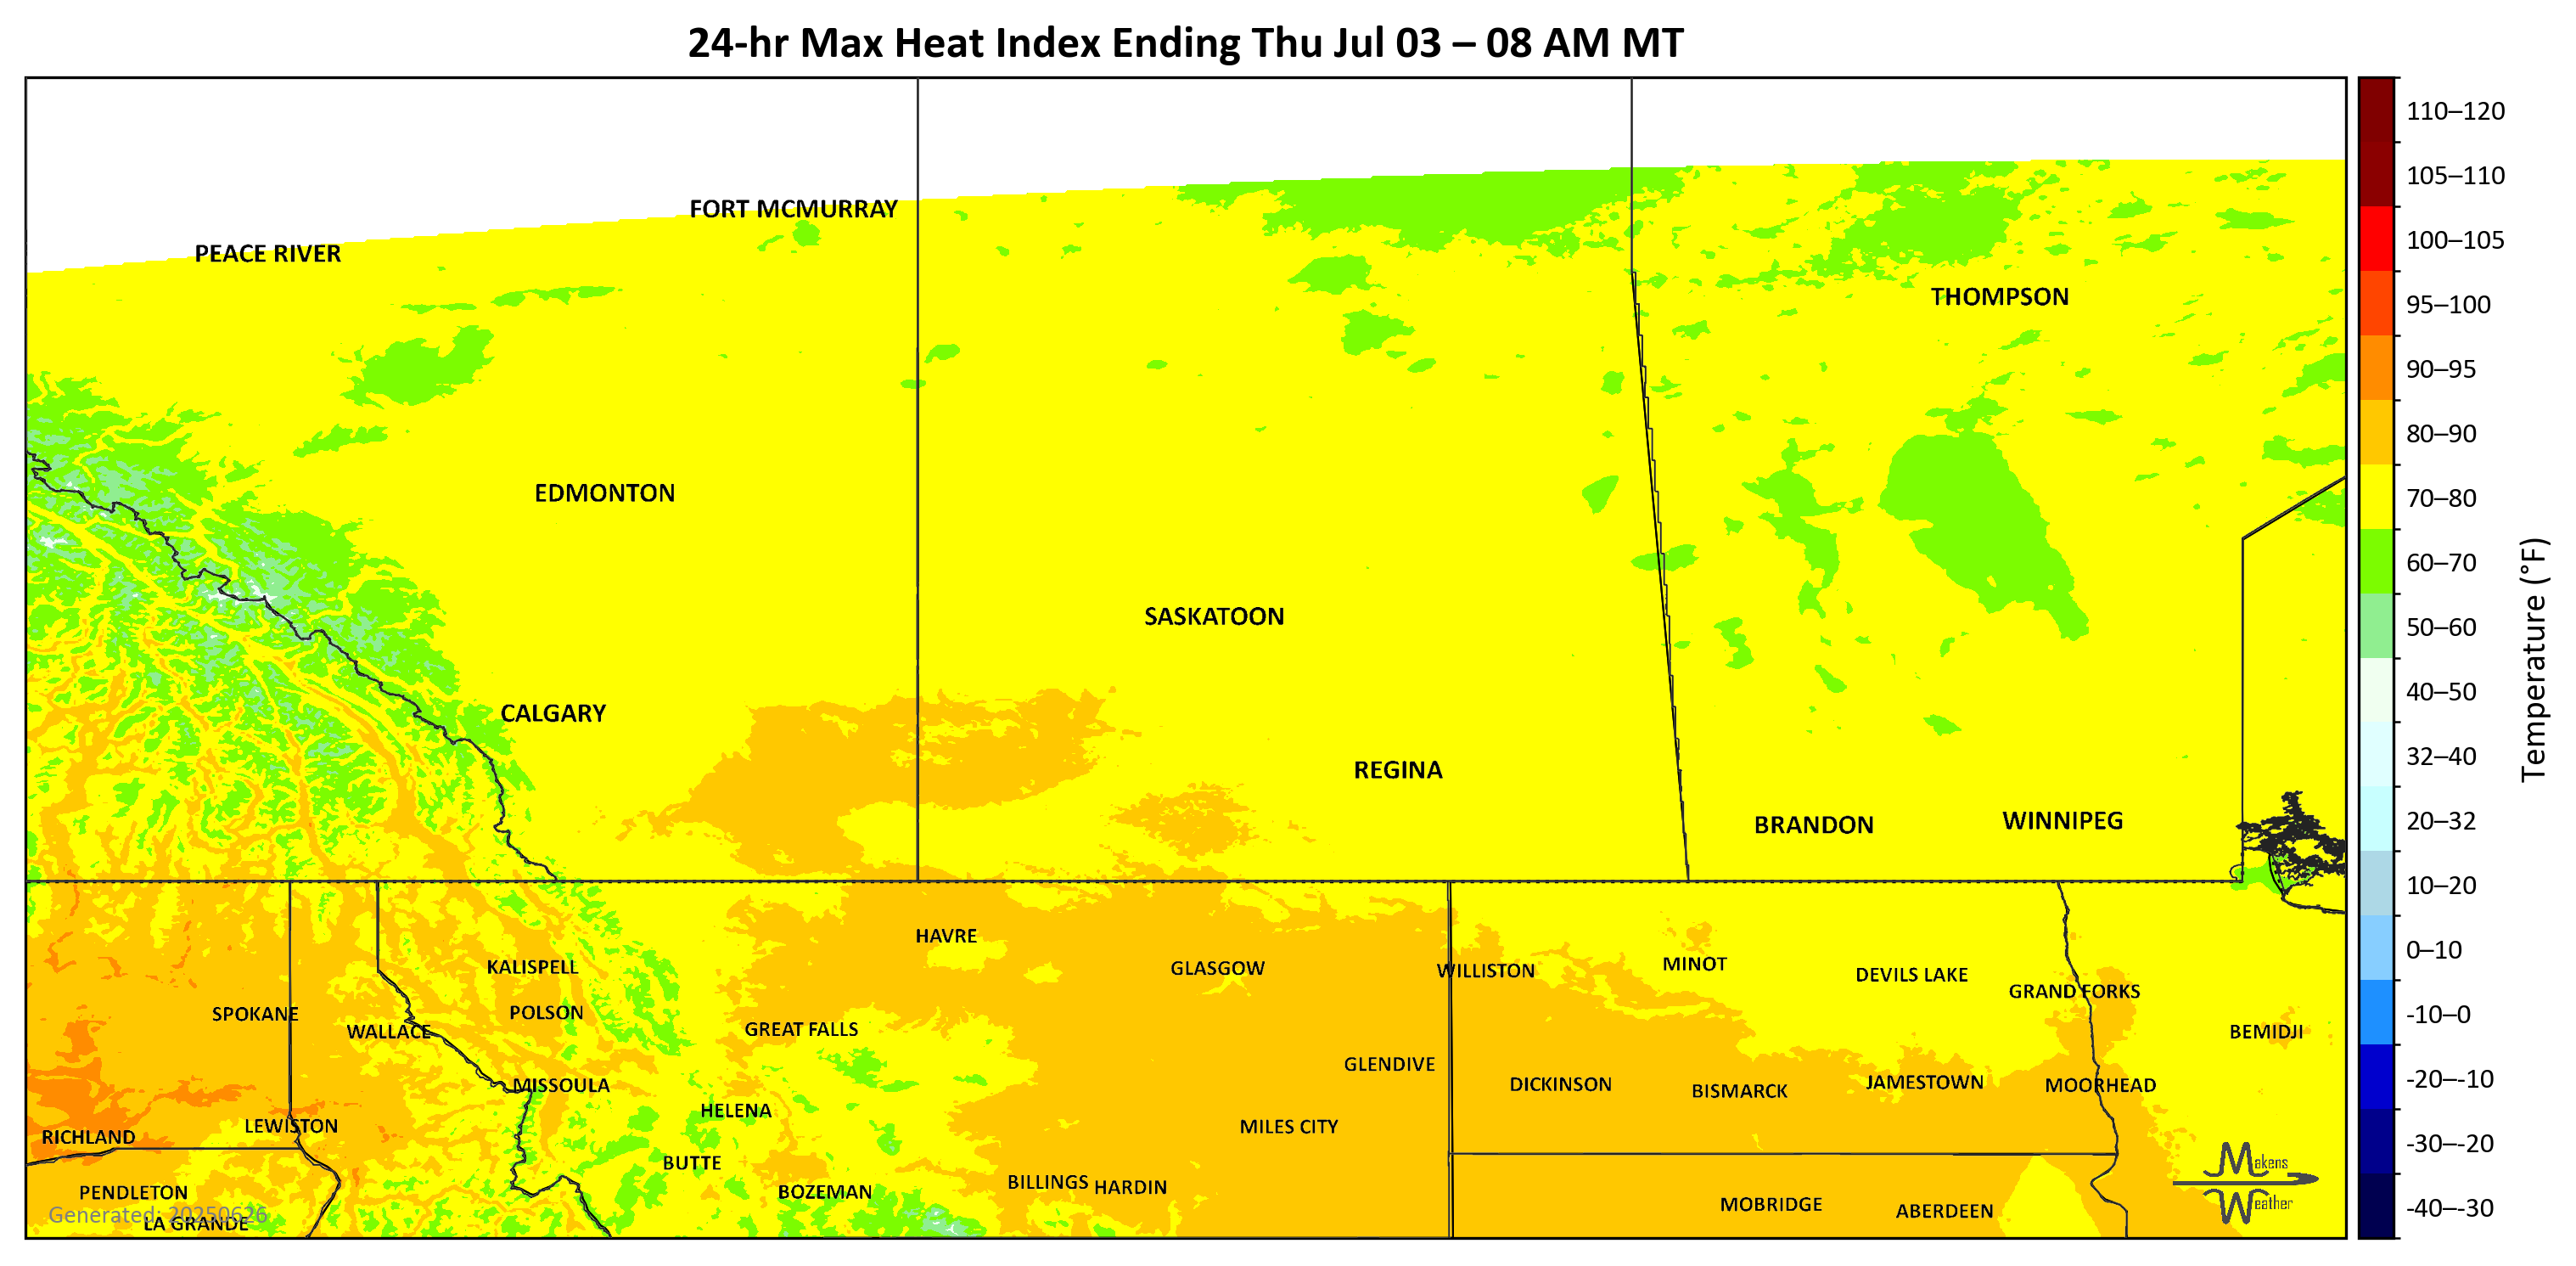 24-hr Max Heat Index Ending Thu Jul 03 – 08 AM MT
FORT MCMURRAY
PEACE RIVER
THOMPSON
EDMONTON
SASKATOON
CALGARY
REGINA
BRANDON
WINNIPEG
HAVRE
KALISPELL
GLASGOW
WILLISTON
MINOT
DEVILS LAKE
GRAND FORKS
SPOKANE
POLSON
WALLACE
GREAT FALLS
BEMIDJI
GLENDIVE
MISSOULA
DICKINSON
BISMARCK
JAMESTOWN
MOORHEAD
HELENA
LEWISTON
MILES CITY
RICHLAND
BUTTE
PENDLETON
BOZEMAN
BILLINGS
HARDIN
MOBRIDGE
ABERDEEN
Generated: 20250626
LA GRANDE
Makens
Weather
110–120
105–110
100–105
95–100
90–95
80–90
70–80
60–70
50–60
40–50
32–40
20–32
10–20
0–10
-10–0
-20–-10
-30–-20
-40–-30
Temperature (°F)